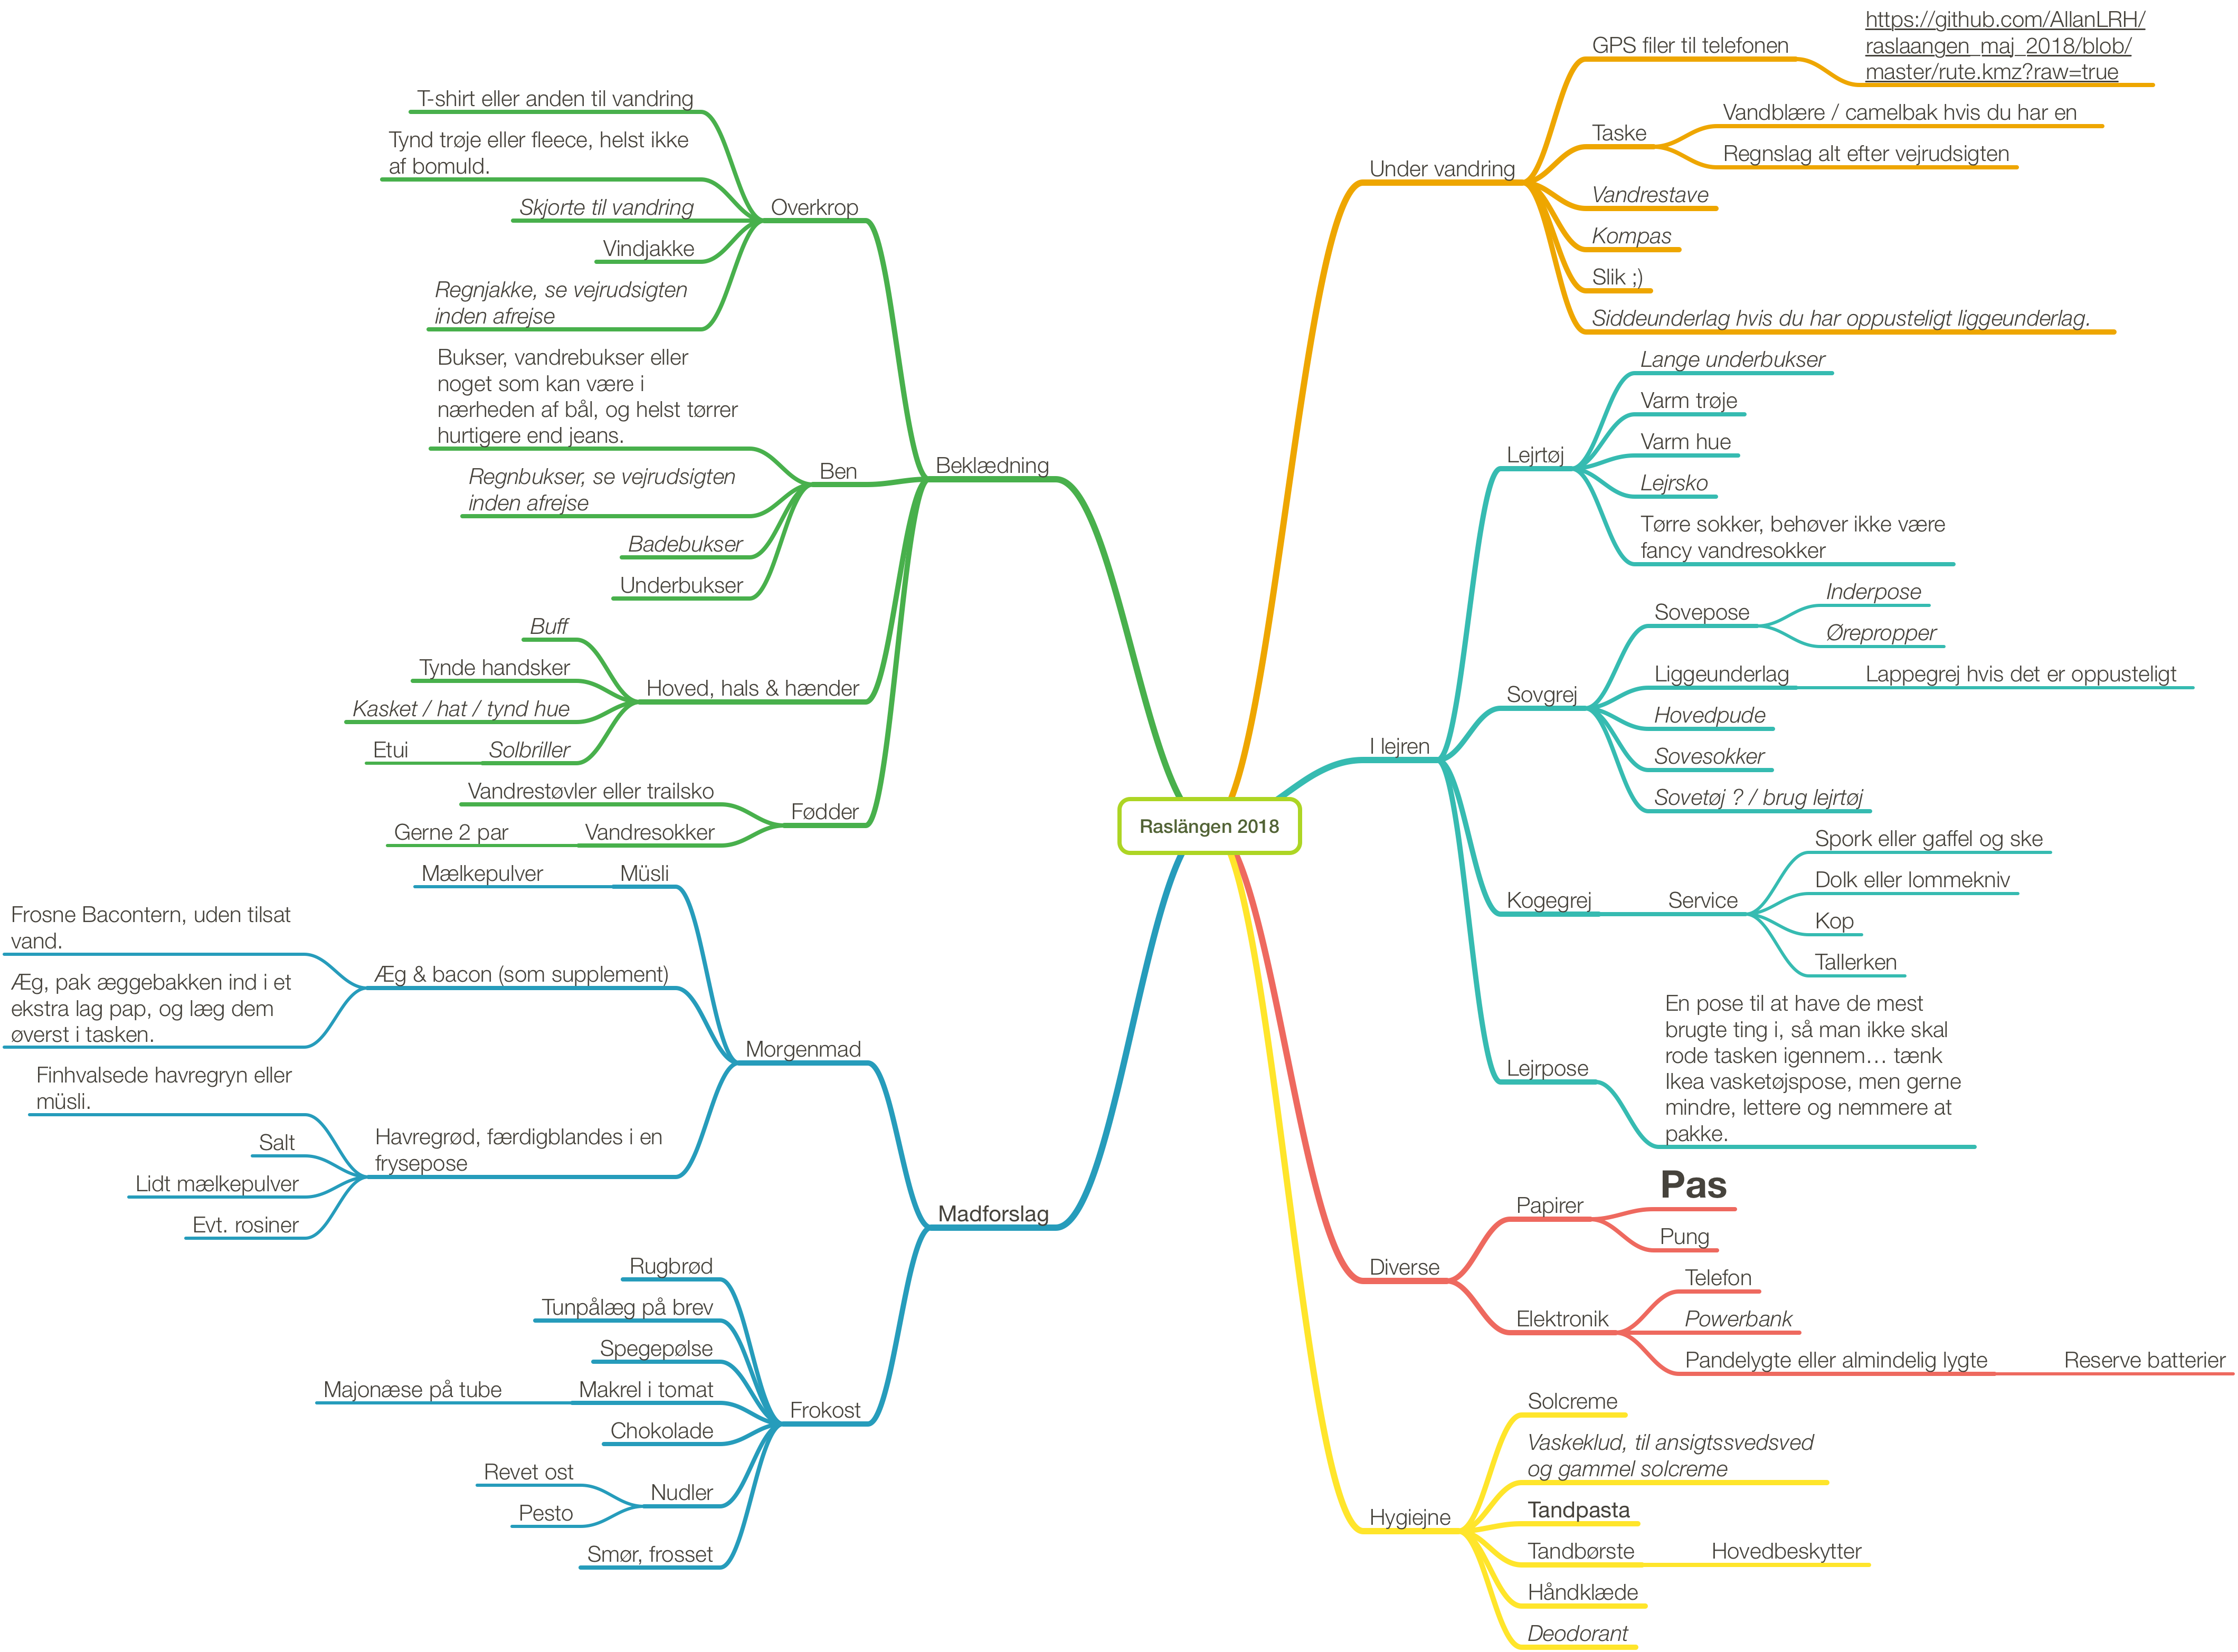 Raslängen 2018
Under vandring
GPS filer til telefonen
https://github.com/AllanLRH/
raslaangen_maj_2018/blob/
master/rute.kmz?raw=true
Taske
Vandblære / camelbak hvis du har en
Regnslag alt efter vejrudsigten
Vandrestave
Kompas
Slik ;)
Siddeunderlag hvis du har oppusteligt liggeunderlag.
I lejren
Lejrtøj
Lange underbukser
Varm trøje
Varm hue
Lejrsko
Tørre sokker, behøver ikke være
fancy vandresokker
Sovgrej
Sovepose
Inderpose
Ørepropper
Liggeunderlag
Lappegrej hvis det er oppusteligt
Hovedpude
Sovesokker
Sovetøj ? / brug lejrtøj
Kogegrej
Service
Spork eller gaffel og ske
Dolk eller lommekniv
Kop
Tallerken
Lejrpose
En pose til at have de mest
brugte ting i, så man ikke skal
rode tasken igennem… tænk
Ikea vasketøjspose, men gerne
mindre, lettere og nemmere at
pakke.
Diverse
Papirer
Pas
Pung
Elektronik
Telefon
Powerbank
Pandelygte eller almindelig lygte
Reserve batterier
Hygiejne
Solcreme
Vaskeklud, til ansigtssvedsved
og gammel solcreme
Tandpasta
Tandbørste
Hovedbeskytter
Håndklæde
Deodorant
Beklædning
Overkrop
T-shirt eller anden til vandring
Tynd trøje eller fleece, helst ikke
af bomuld.
Skjorte til vandring
Vindjakke
Regnjakke, se vejrudsigten
inden afrejse
Ben
Bukser, vandrebukser eller
noget som kan være i
nærheden af bål, og helst tørrer
hurtigere end jeans.
Regnbukser, se vejrudsigten
inden afrejse
Badebukser
Underbukser
Hoved, hals & hænder
Buff
Tynde handsker
Kasket / hat / tynd hue
Solbriller
Etui
Fødder
Vandrestøvler eller trailsko
Vandresokker
Gerne 2 par
Madforslag
Morgenmad
Müsli
Mælkepulver
Æg & bacon (som supplement)
Frosne Bacontern, uden tilsat
vand.
Æg, pak æggebakken ind i et
ekstra lag pap, og læg dem
øverst i tasken.
Havregrød, færdigblandes i en
frysepose
Finhvalsede havregryn eller
müsli.
Salt
Lidt mælkepulver
Evt. rosiner
Frokost
Rugbrød
Tunpålæg på brev
Spegepølse
Makrel i tomat
Majonæse på tube
Chokolade
Nudler
Revet ost
Pesto
Smør, frosset